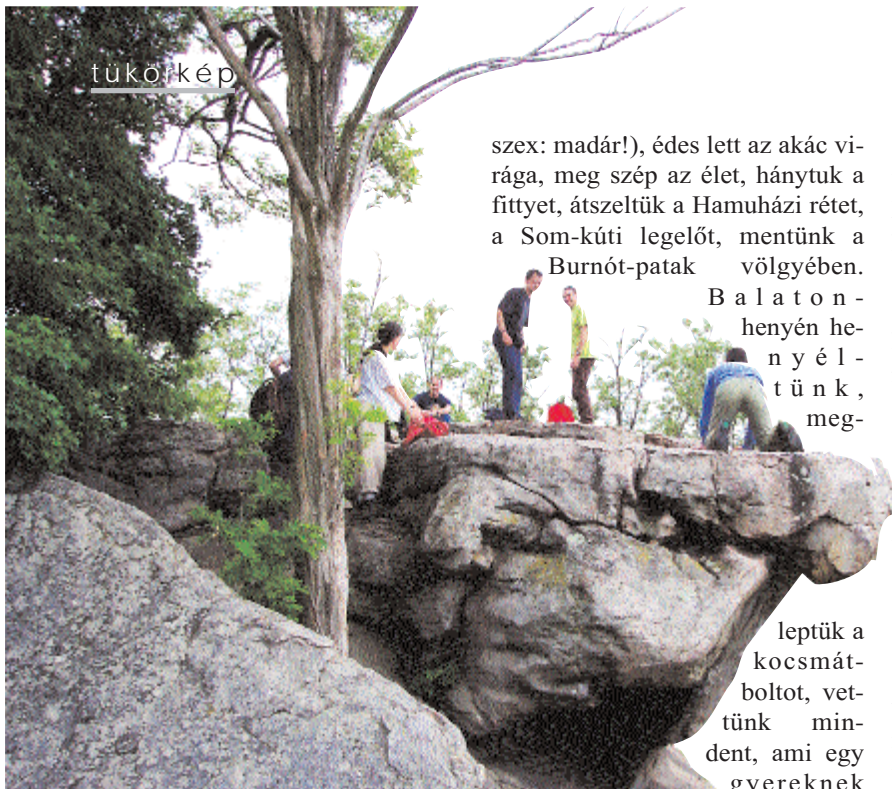 tükörkép
szex: madár!), édes lett az akác vi-
rága, meg szép az élet, hánytuk a
fittyet, átszeltük a Hamuházi rétet,
a Som-kúti legelőt, mentünk a
Burnót-patak völgyében.
Balaton-
henyén he-
nyél-
tünk,
meg-
leptük a
kocsmát-
boltot, vet-
tünk min-
dent, ami egy
gyereknek